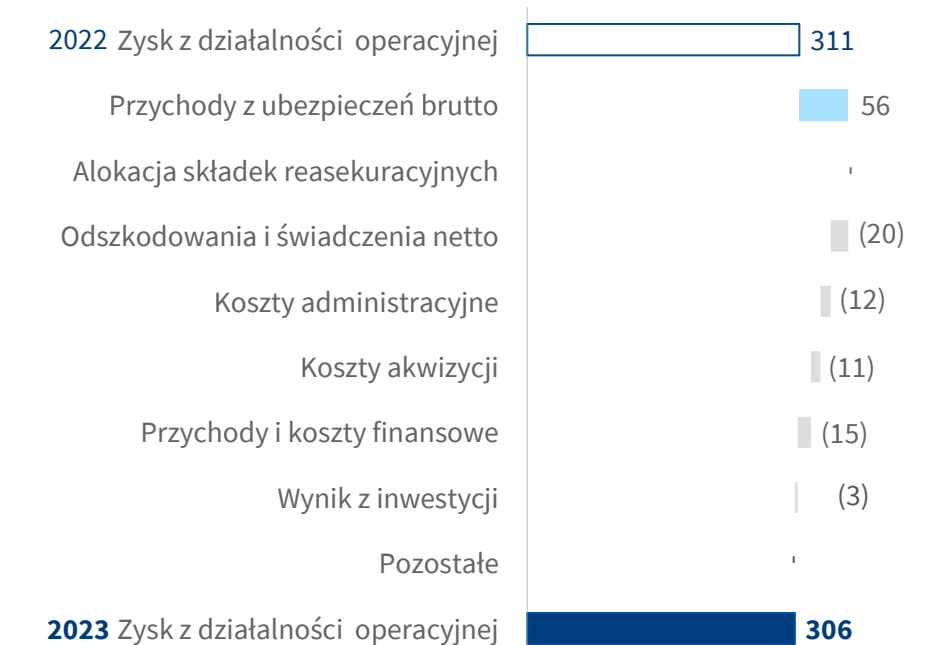 2022 Zysk z działalności operacyjnej 311
Przychody z ubezpieczeń brutto 56
Alokacja składek reasekuracyjnych -
Odszkodowania i świadczenia netto (20)
Koszty administracyjne (12)
Koszty akwizycji (11)
Przychody i koszty finansowe (15)
Wynik z inwestycji (3)
Pozostałe -
2023 Zysk z działalności operacyjnej 306